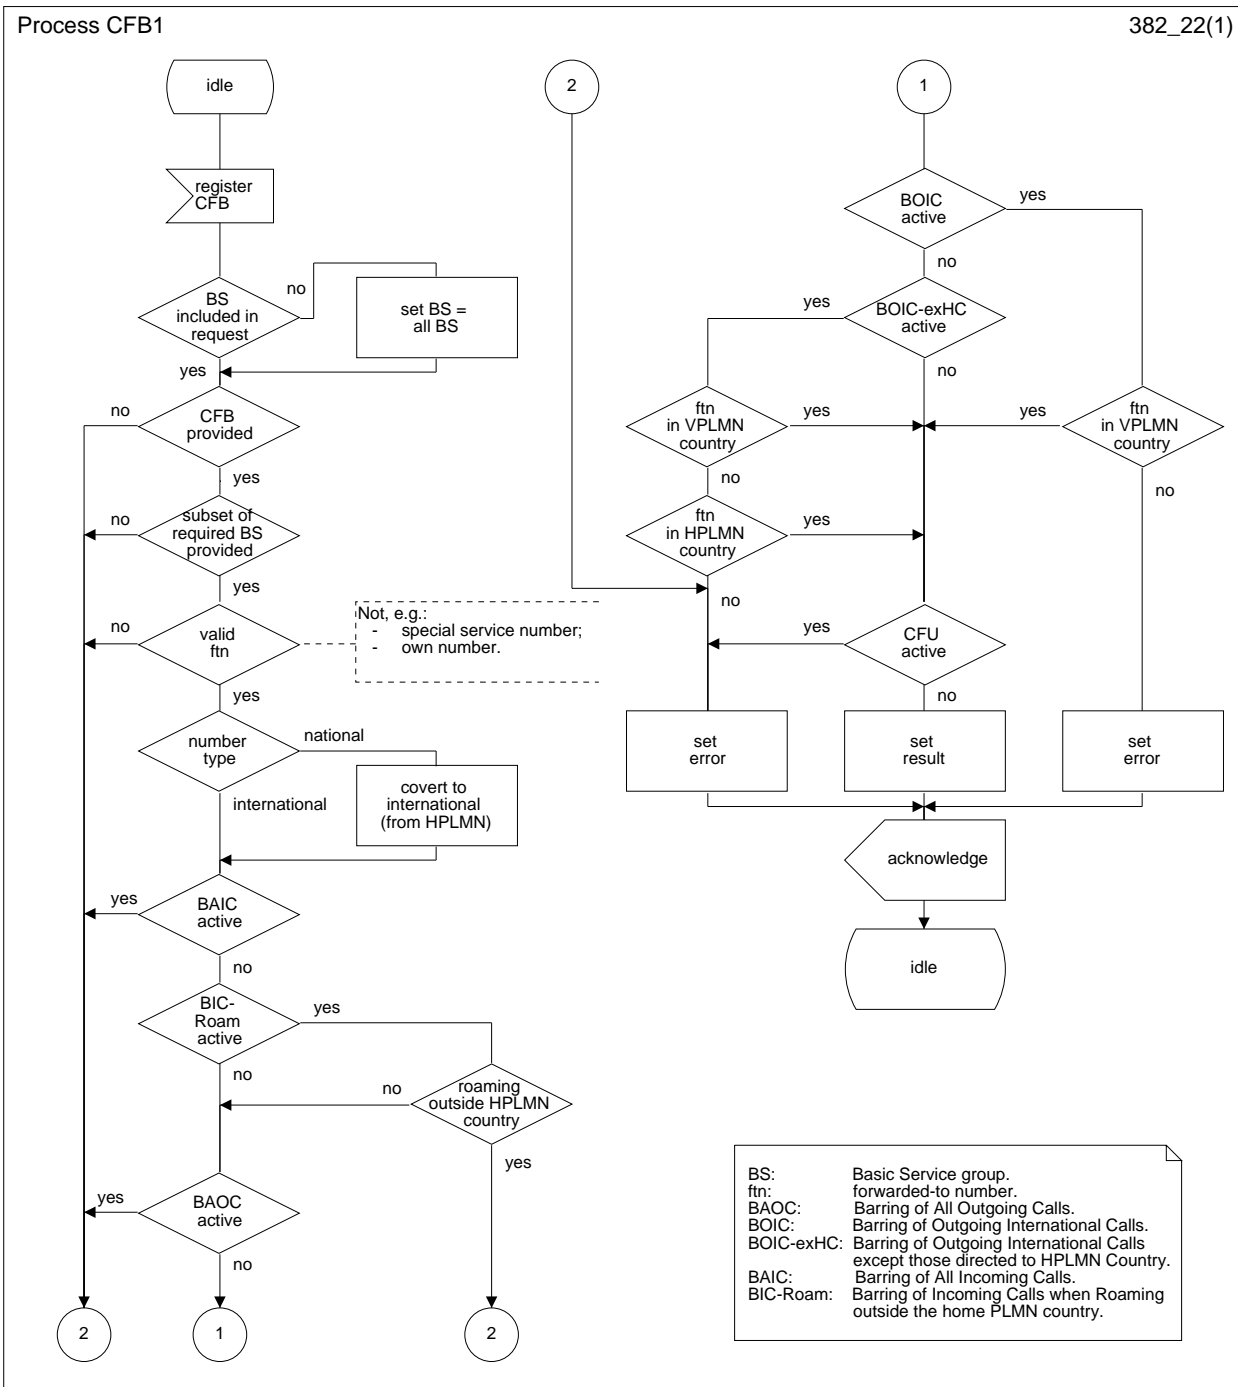 Process CFB1
382_22(1)
idle
register
CFB
BS
included in
request
no
set BS =
all BS
yes
no
CFB
provided
yes
no
subset of
required BS
provided
yes
no
valid
ftn
Not, e.g.:
- special service number;
- own number.
yes
number
type
national
international
covert to
international
(from HPLMN)
yes
BAIC
active
no
BIC-
Roam
active
yes
no
no
roaming
outside HPLMN
country
yes
yes
BAOC
active
no
2
1
2
2
1
BOIC
active
yes
no
yes
BOIC-exHC
active
no
ftn
in VPLMN
country
yes
yes
ftn
in VPLMN
country
no
no
ftn
in HPLMN
country
yes
no
yes
CFU
active
no
set
error
set
result
set
error
acknowledge
idle
BS: Basic Service group.
ftn: forwarded-to number.
BAOC: Barring of All Outgoing Calls.
BOIC: Barring of Outgoing International Calls.
BOIC-exHC: Barring of Outgoing International Calls
except those directed to HPLMN Country.
BAIC: Barring of All Incoming Calls.
BIC-Roam: Barring of Incoming Calls when Roaming
outside the home PLMN country.